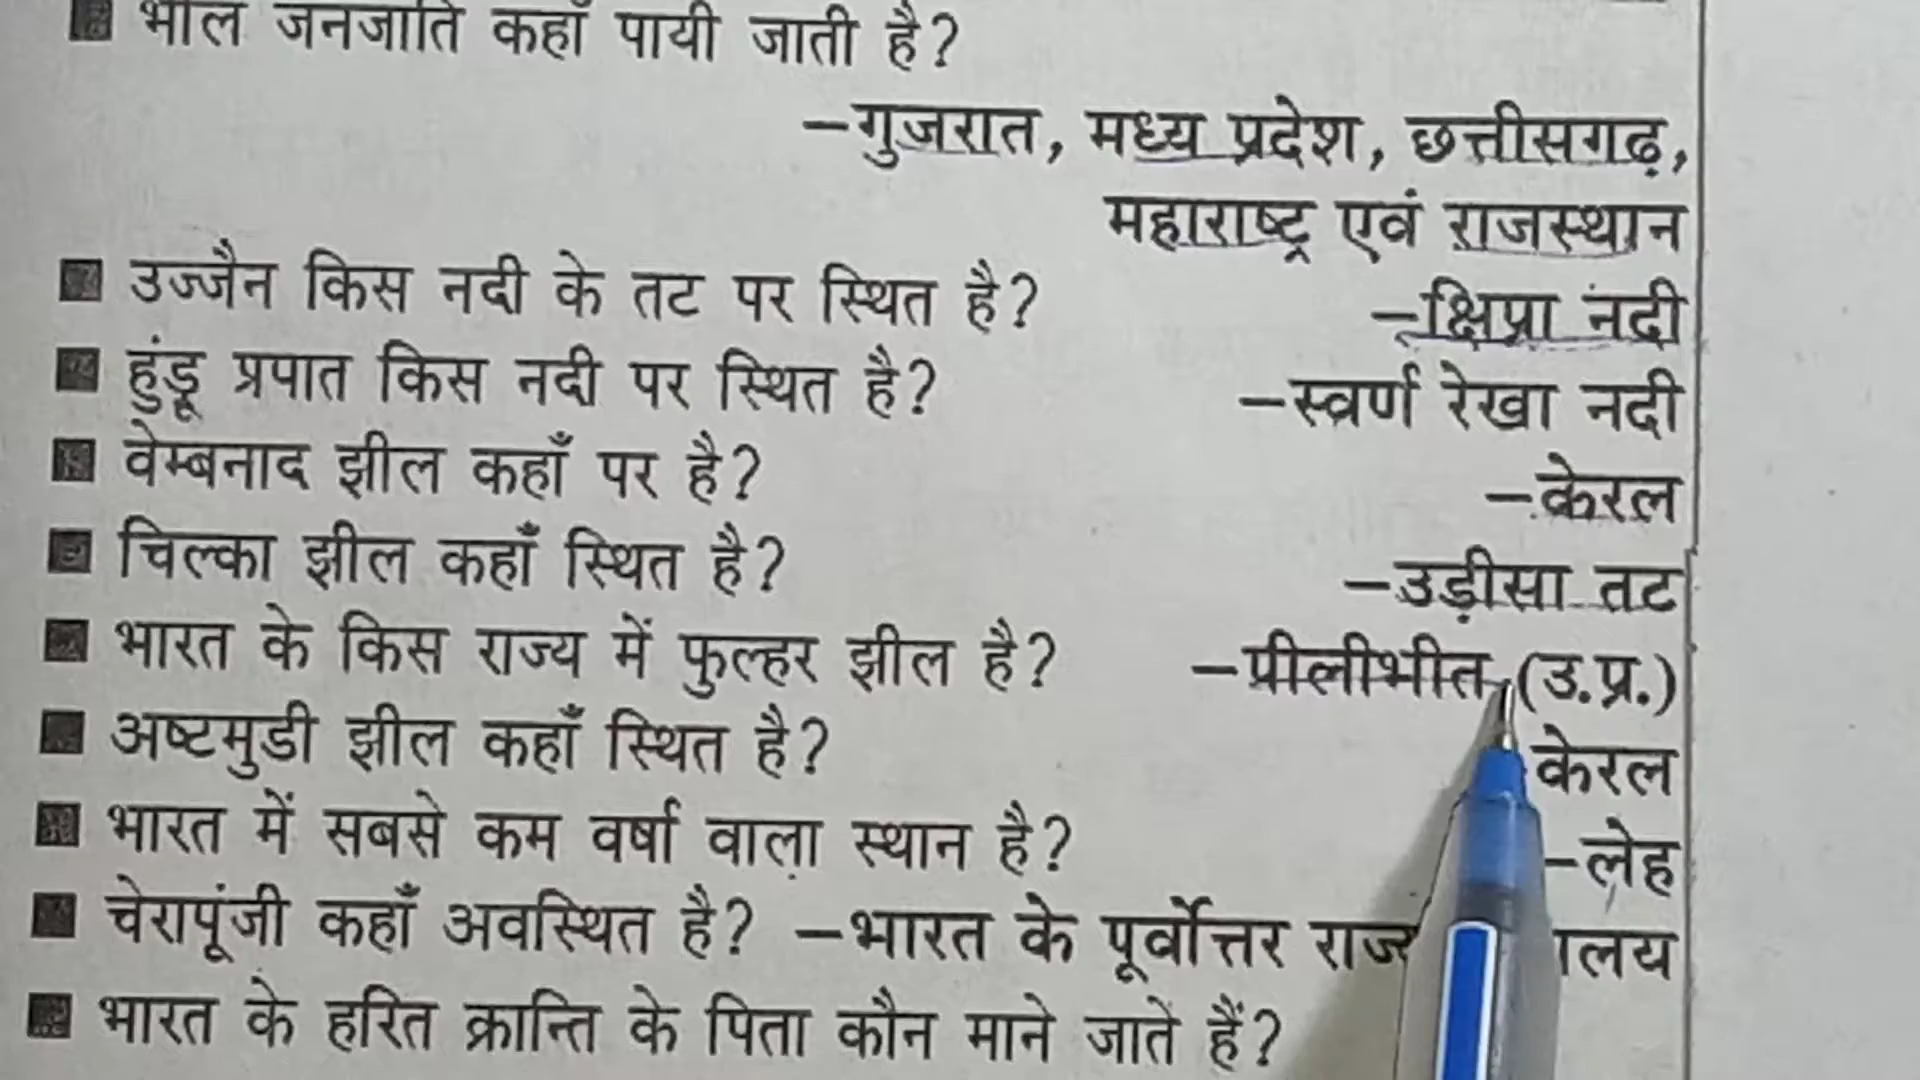 भील जनजाति कहाँ पायी जाती है?
–गुजरात, मध्य प्रदेश, छत्तीसगढ़,
महाराष्ट्र एवं राजस्थान
उज्जैन किस नदी के तट पर स्थित है? –क्षिप्रा नदी
हुंडू प्रपात किस नदी पर स्थित है? –स्वर्ण रेखा नदी
वेम्बनाद झील कहाँ पर है? –केरल
चिल्का झील कहाँ स्थित है? –उड़ीसा तट
भारत के किस राज्य में फुल्हर झील है? –पीलीभीत (उ.प्र.)
अष्टमुडी झील कहाँ स्थित है? केरल
भारत में सबसे कम वर्षा वाला स्थान है? –लेह
चेरापूंजी कहाँ अवस्थित है? –भारत के पूर्वोत्तर
भारत के हरित क्रान्ति के पिता कौन माने जाते हैं?